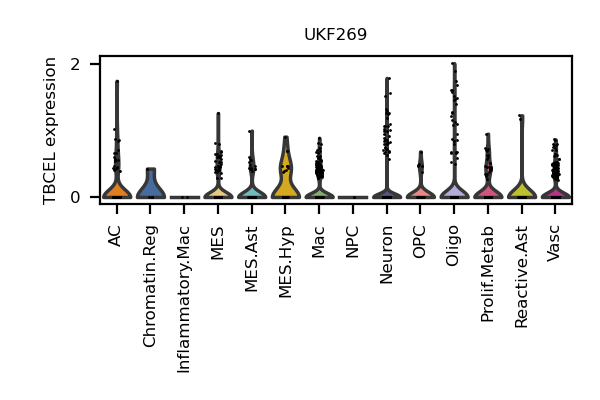 UKF269
TBCEL expression
2
0
AC
Chromatin.Reg
Inflammatory.Mac
MES
MES.Ast
MES.Hyp
Mac
NPC
Neuron
OPC
Oligo
Prolif.Metab
Reactive.Ast
Vasc